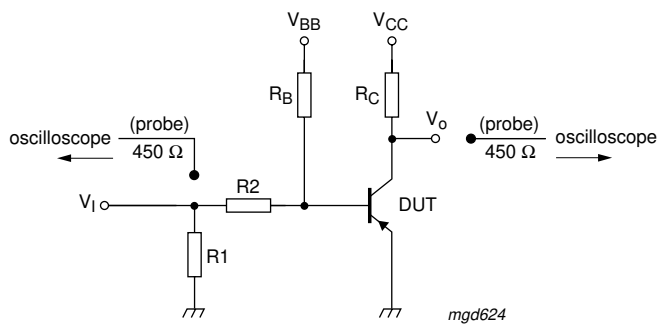 V_BB
V_CC
R_B
R_C
V_o
(probe)
oscilloscope
450 Ω
(probe)
oscilloscope
450 Ω
R2
V_I
DUT
R1
mgd624